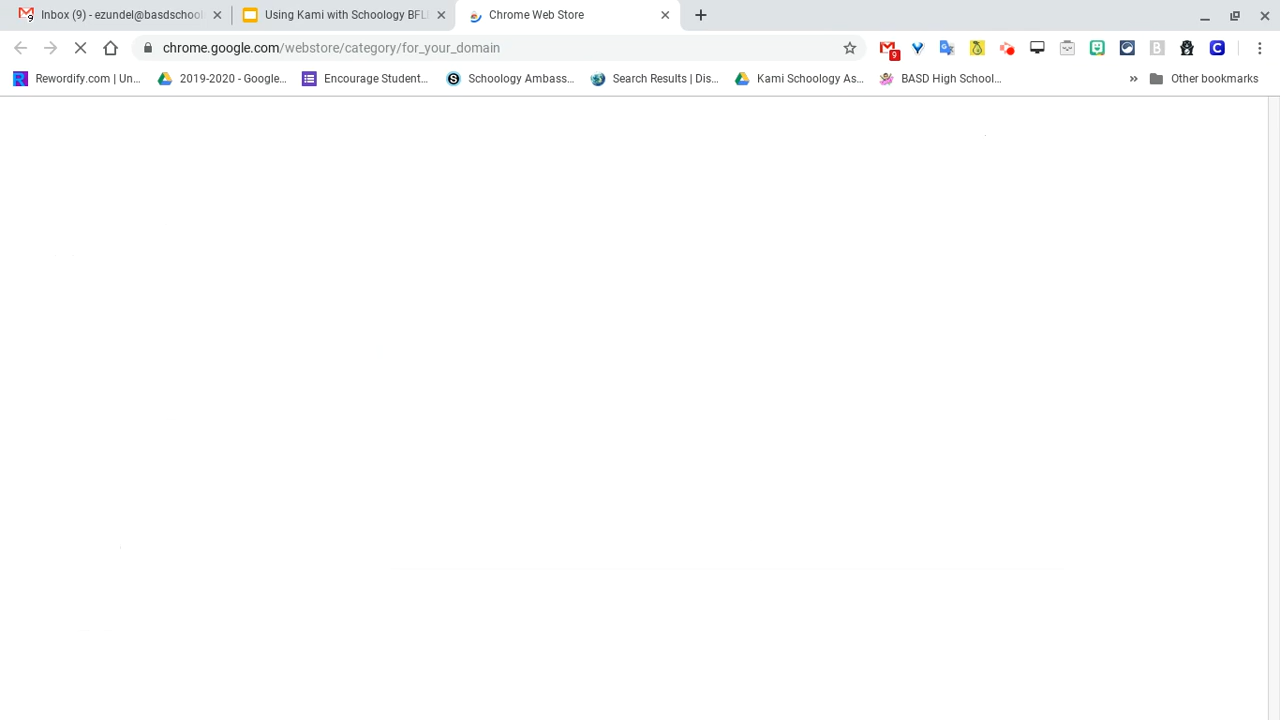 Inbox (9) - ezundel@basdschool
Using Kami with Schoology BFLI
Chrome Web Store
chrome.google.com/webstore/category/for_your_domain
9
Rewordify.com | Un...
2019-2020 - Google...
Encourage Student...
Schoology Ambass...
Search Results | Dis...
Kami Schoology As...
BASD High School...
»
Other bookmarks